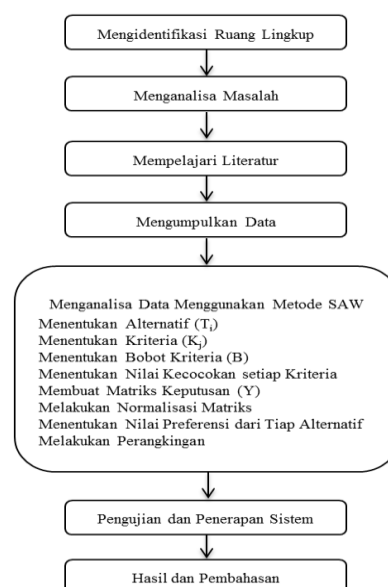 Mengidentifikasi Ruang Lingkup
Menganalisa Masalah
Mempelajari Literatur
Mengumpulkan Data
Menganalisa Data Menggunakan Metode SAW
Menentukan Alternatif (Tᵢ)
Menentukan Kriteria (Kⱼ)
Menentukan Bobot Kriteria (B)
Menentukan Nilai Kecocokan setiap Kriteria
Membuat Matriks Keputusan (Y)
Melakukan Normalisasi Matriks
Menentukan Nilai Preferensi dari Tiap Alternatif
Melakukan Perangkingan
Pengujian dan Penerapan Sistem
Hasil dan Pembahasan